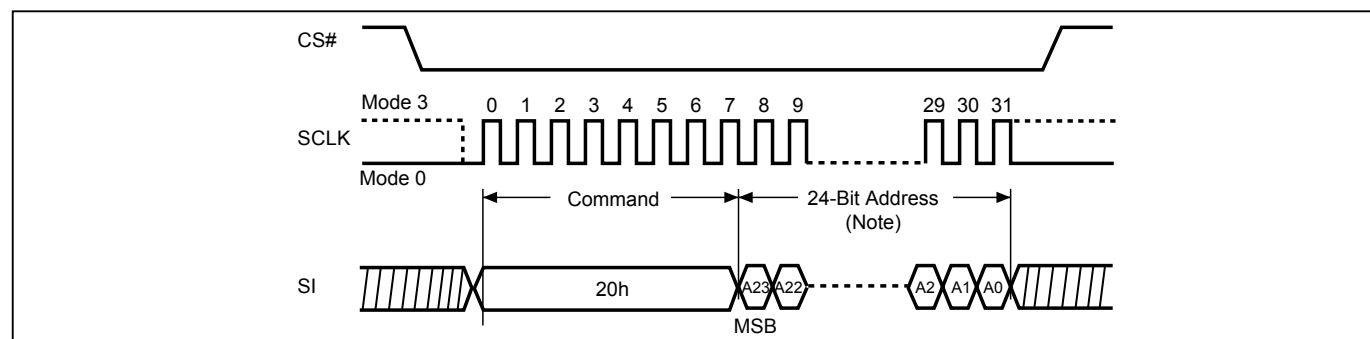 CS#
Mode 3
0 1 2 3 4 5 6 7 8 9 29 30 31
SCLK
Mode 0
Command
24-Bit Address
(Note)
SI
20h
A23 A22 A2 A1 A0
MSB